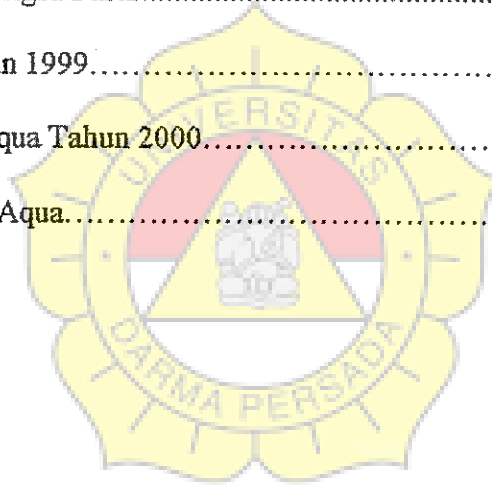 n 1999........................................
qua Tahun 2000..............................
Aqua...........................................
UNIVERSITAS
DARMA PERSADA